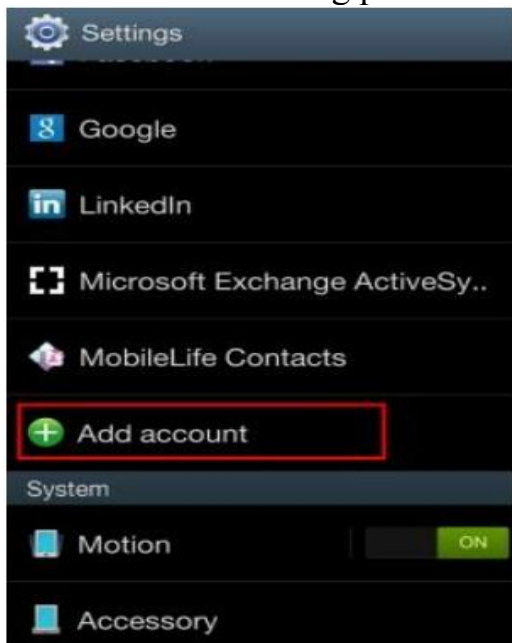 Settings
Google
LinkedIn
Microsoft Exchange ActiveSy..
MobileLife Contacts
Add account
System
Motion
ON
Accessory